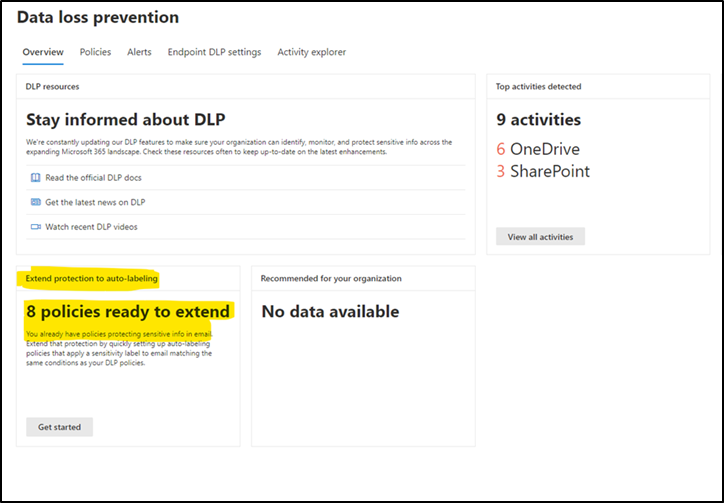 Data loss prevention
Overview Policies Alerts Endpoint DLP settings Activity explorer
DLP resources
Stay informed about DLP
We're constantly updating our DLP features to make sure your organization can identify, monitor, and protect sensitive info across the
expanding Microsoft 365 landscape. Check these resources often to keep up-to-date on the latest enhancements.
Read the official DLP docs
Get the latest news on DLP
Watch recent DLP videos
Top activities detected
9 activities
6 OneDrive
3 SharePoint
View all activities
Extend protection to auto-labeling
8 policies ready to extend
You already have policies protecting sensitive info in email.
Extend that protection by quickly setting up auto-labeling
policies that apply a sensitivity label to email matching the
same conditions as your DLP policies.
Get started
Recommended for your organization
No data available